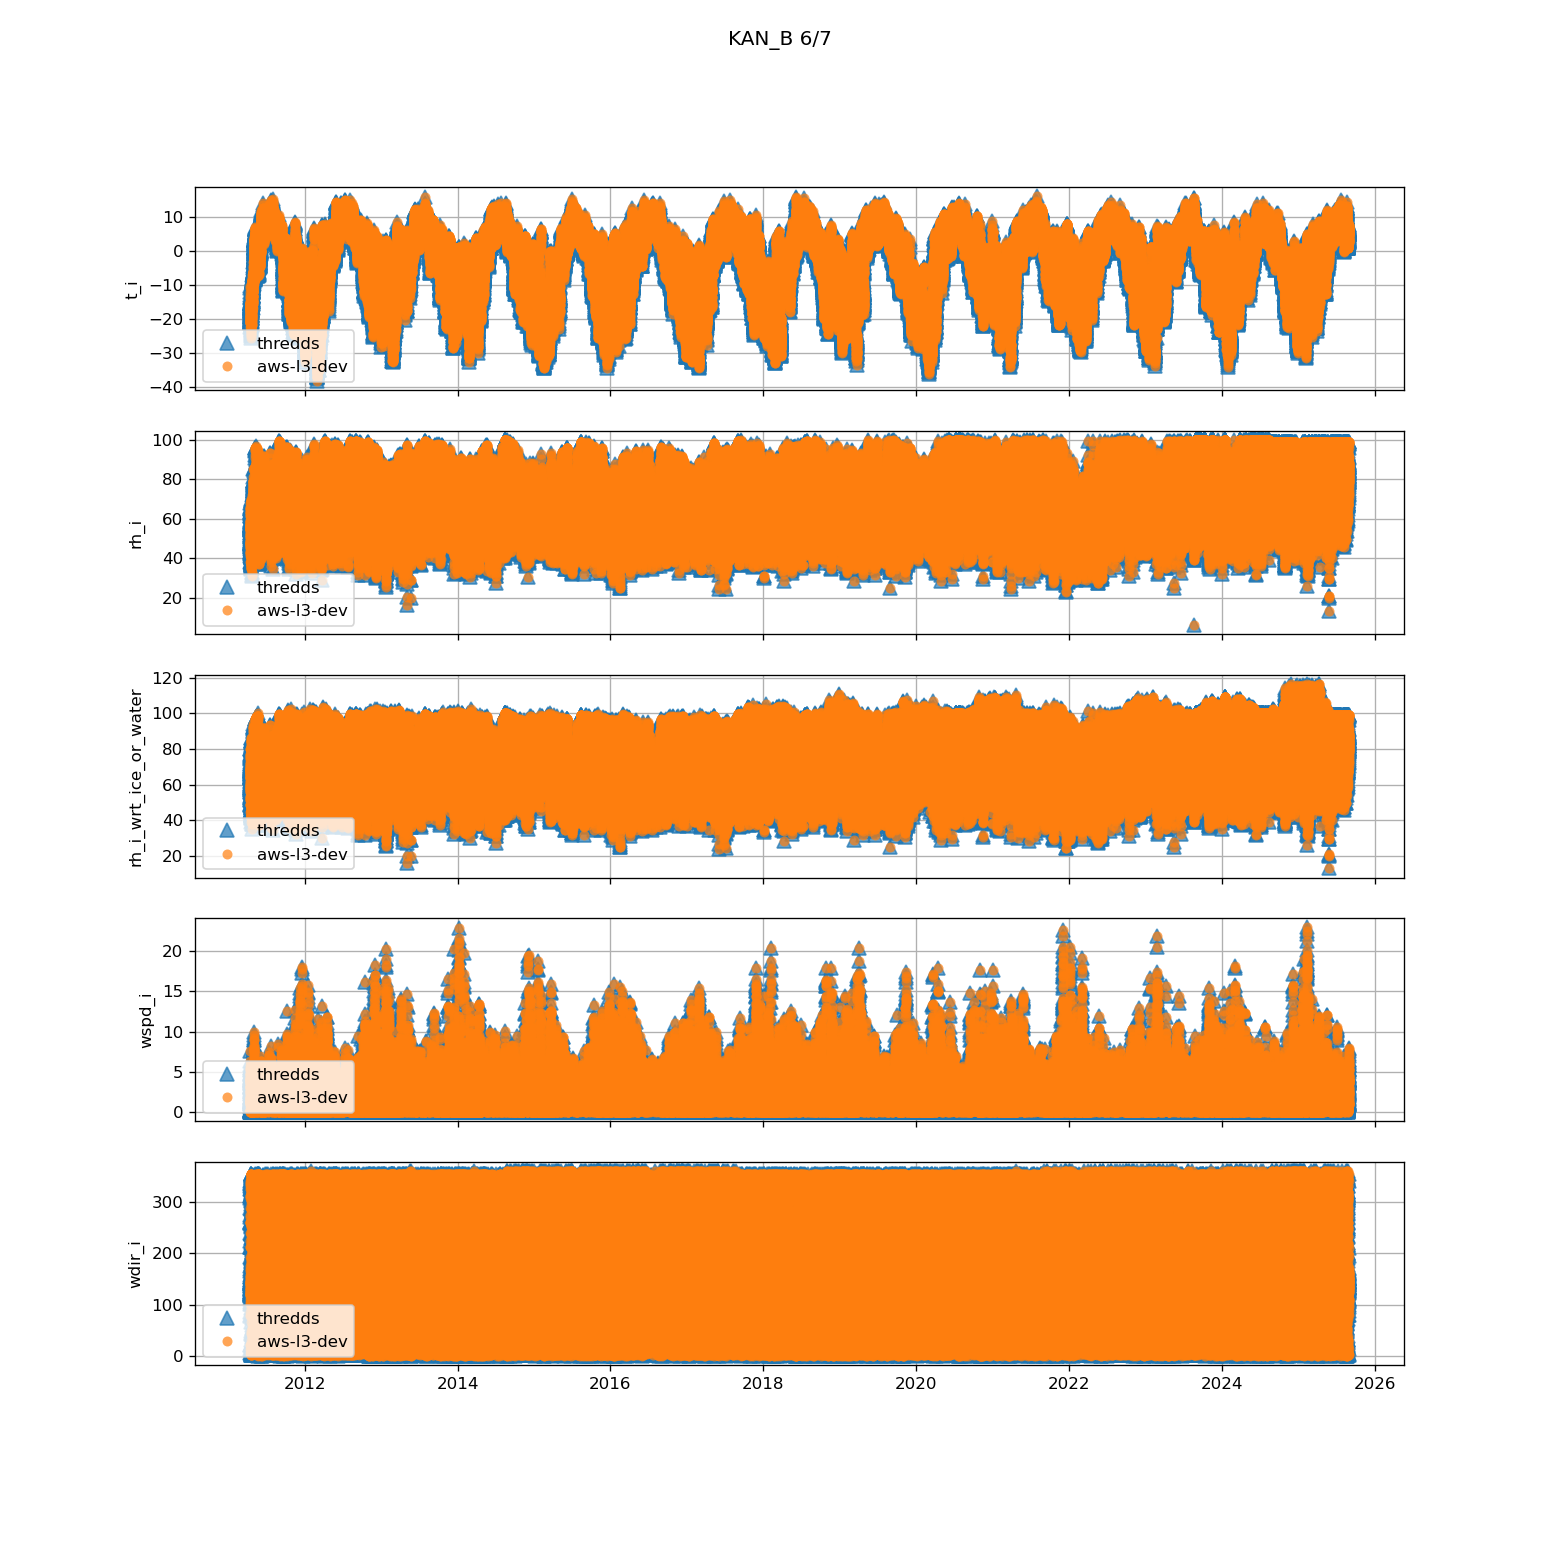 KAN_B 6/7
10
0
−10
−20
−30
−40
t_i
thredds
aws-l3-dev
100
80
60
40
20
rh_i
thredds
aws-l3-dev
120
100
80
60
40
20
rh_i_wrt_ice_or_water
thredds
aws-l3-dev
20
15
10
5
0
wspd_i
thredds
aws-l3-dev
300
200
100
0
wdir_i
thredds
aws-l3-dev
2012 2014 2016 2018 2020 2022 2024 2026